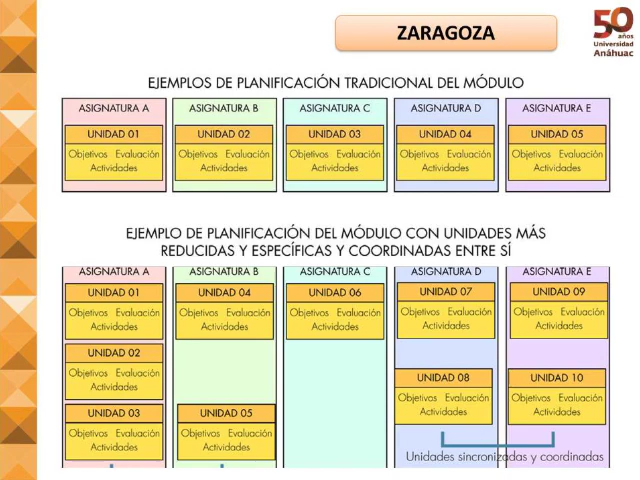 ZARAGOZA
50
años
Universidad
Anáhuac
EJEMPLOS DE PLANIFICACIÓN TRADICIONAL DEL MÓDULO
ASIGNATURA A ASIGNATURA B ASIGNATURA C ASIGNATURA D ASIGNATURA E
UNIDAD 01 UNIDAD 02 UNIDAD 03 UNIDAD 04 UNIDAD 05
Objetivos Evaluación Objetivos Evaluación Objetivos Evaluación Objetivos Evaluación Objetivos Evaluación
Actividades Actividades Actividades Actividades Actividades
EJEMPLO DE PLANIFICACIÓN DEL MÓDULO CON UNIDADES MÁS
REDUCIDAS Y ESPECÍFICAS Y COORDINADAS ENTRE SÍ
ASIGNATURA A ASIGNATURA B ASIGNATURA C ASIGNATURA D ASIGNATURA E
UNIDAD 01 UNIDAD 04 UNIDAD 06 UNIDAD 07 UNIDAD 09
Objetivos Evaluación Objetivos Evaluación Objetivos Evaluación Objetivos Evaluación Objetivos Evaluación
Actividades Actividades Actividades Actividades Actividades
UNIDAD 02
Objetivos Evaluación
Actividades
UNIDAD 08 UNIDAD 10
Objetivos Evaluación Objetivos Evaluación
Actividades Actividades
UNIDAD 03 UNIDAD 05
Objetivos Evaluación Objetivos Evaluación
Actividades Actividades
Unidades sincronizadas y coordinadas